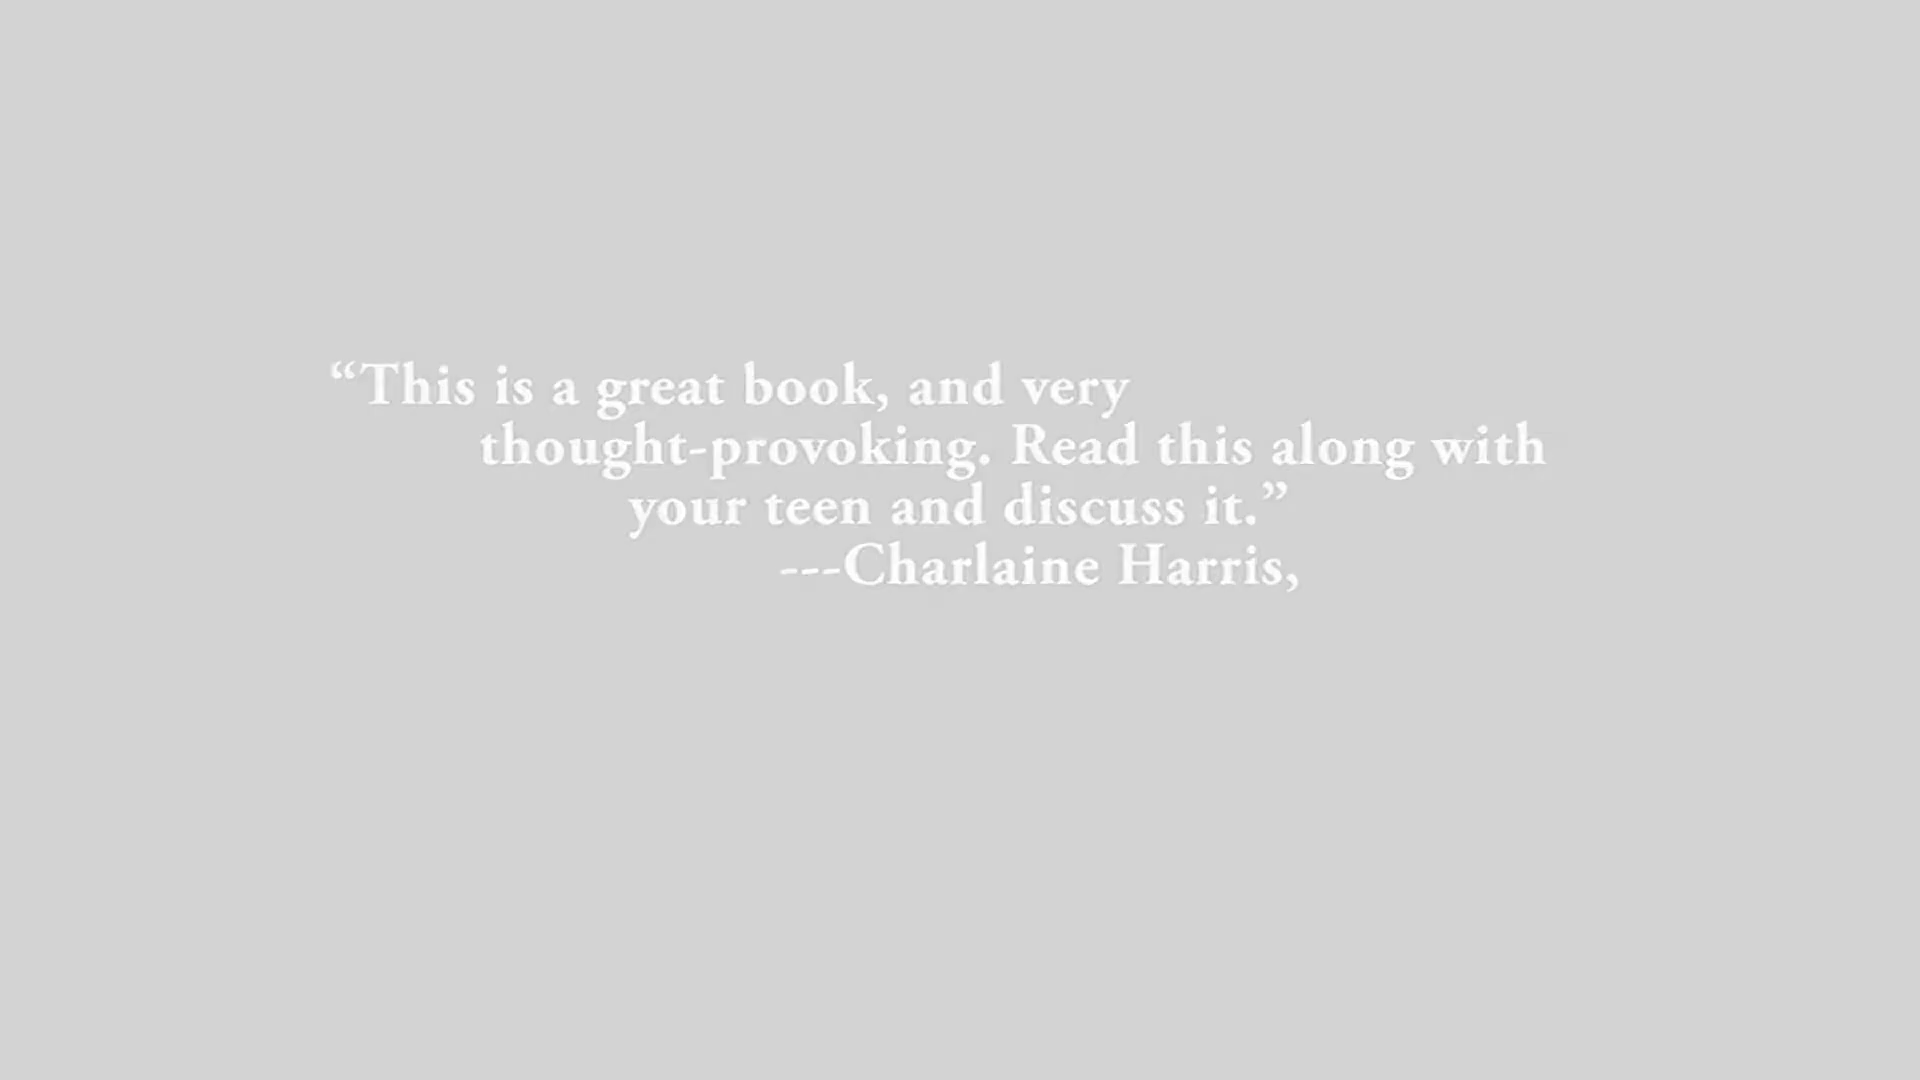 “This is a great book, and very
thought-provoking. Read this along with
your teen and discuss it.”
---Charlaine Harris,